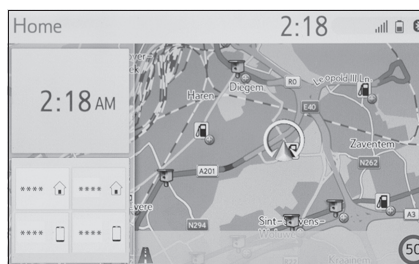 Home
2:18
2:18 AM
****
****
****
****
Haren
Diegem
R0
Leopold III Ln.
E40
Zaventem
A201
N262
N294
A3
50